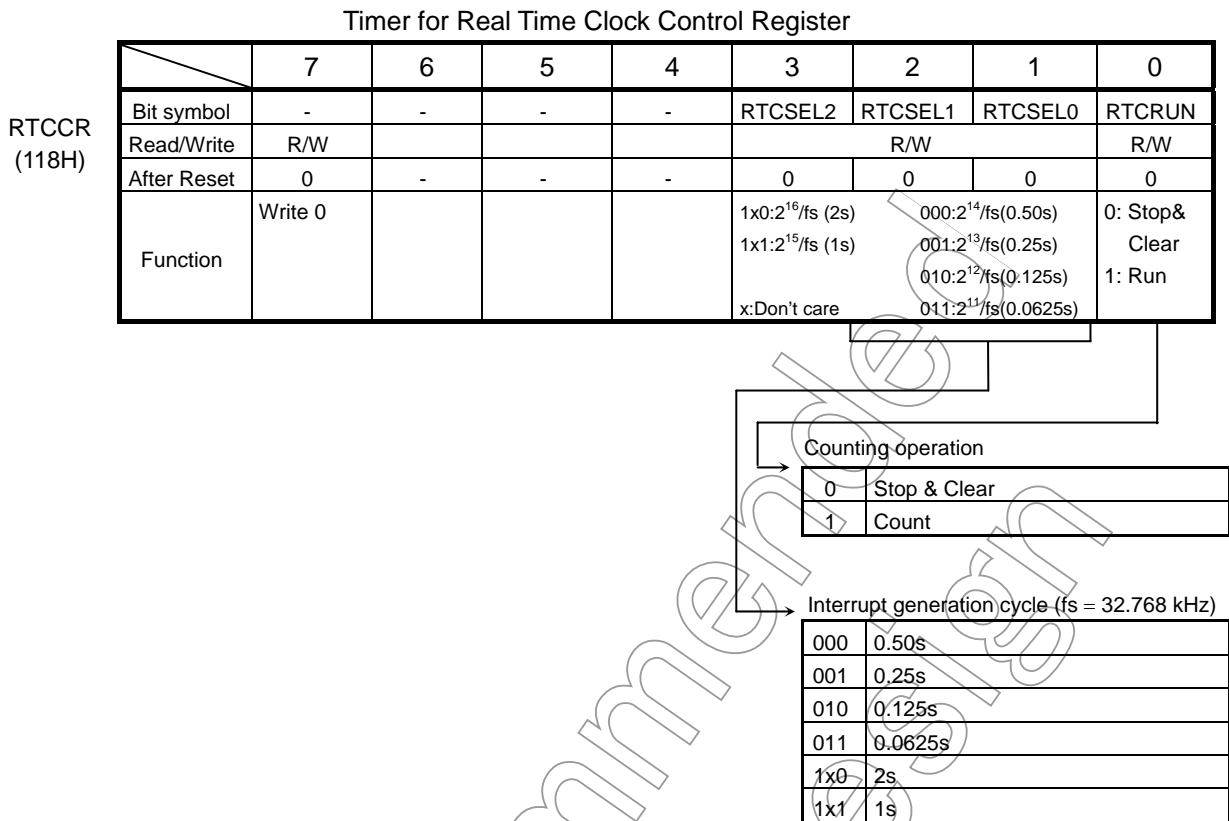 Timer for Real Time Clock Control Register
7 6 5 4 3 2 1 0
RTCCR
(118H)
Bit symbol - - - - RTCSEL2 RTCSEL1 RTCSEL0 RTCRUN
Read/Write R/W R/W R/W
After Reset 0 - - - 0 0 0 0
Function
Write 0
1x0:2^16/fs (2s) 000:2^14/fs(0.50s) 0: Stop&
1x1:2^15/fs (1s) 001:2^13/fs(0.25s) Clear
010:2^12/fs(0.125s) 1: Run
x:Don't care 011:2^11/fs(0.0625s)
Counting operation
0 Stop & Clear
1 Count
Interrupt generation cycle (fs = 32.768 kHz)
000 0.50s
001 0.25s
010 0.125s
011 0.0625s
1x0 2s
1x1 1s